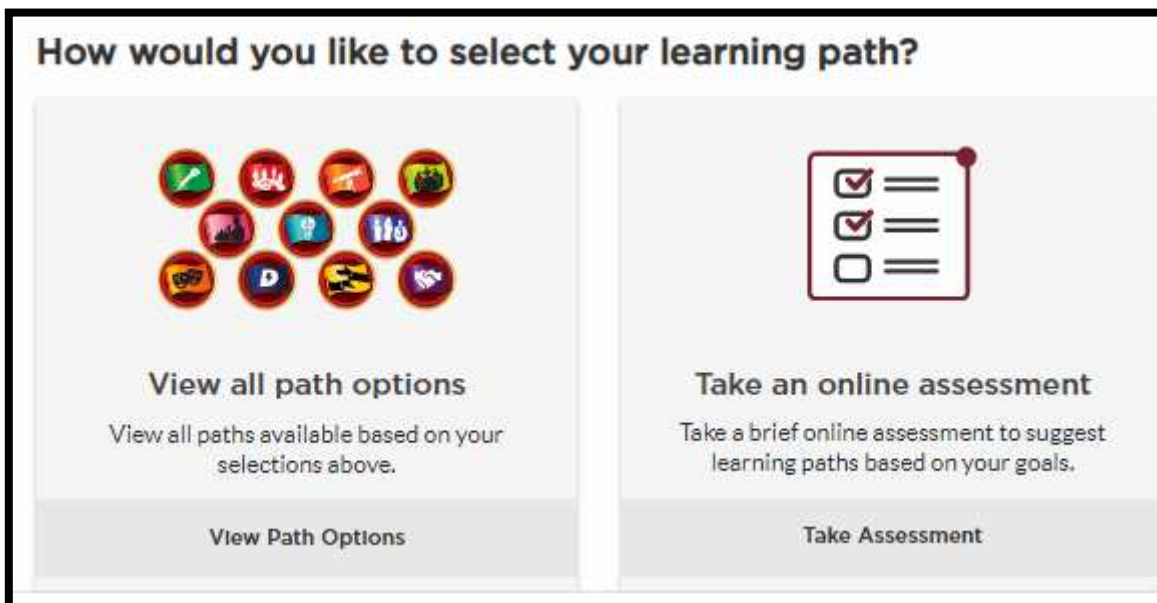 How would you like to select your learning path?
D
View all path options
View all paths available based on your
selections above.
View Path Options
Take an online assessment
Take a brief online assessment to suggest
learning paths based on your goals.
Take Assessment